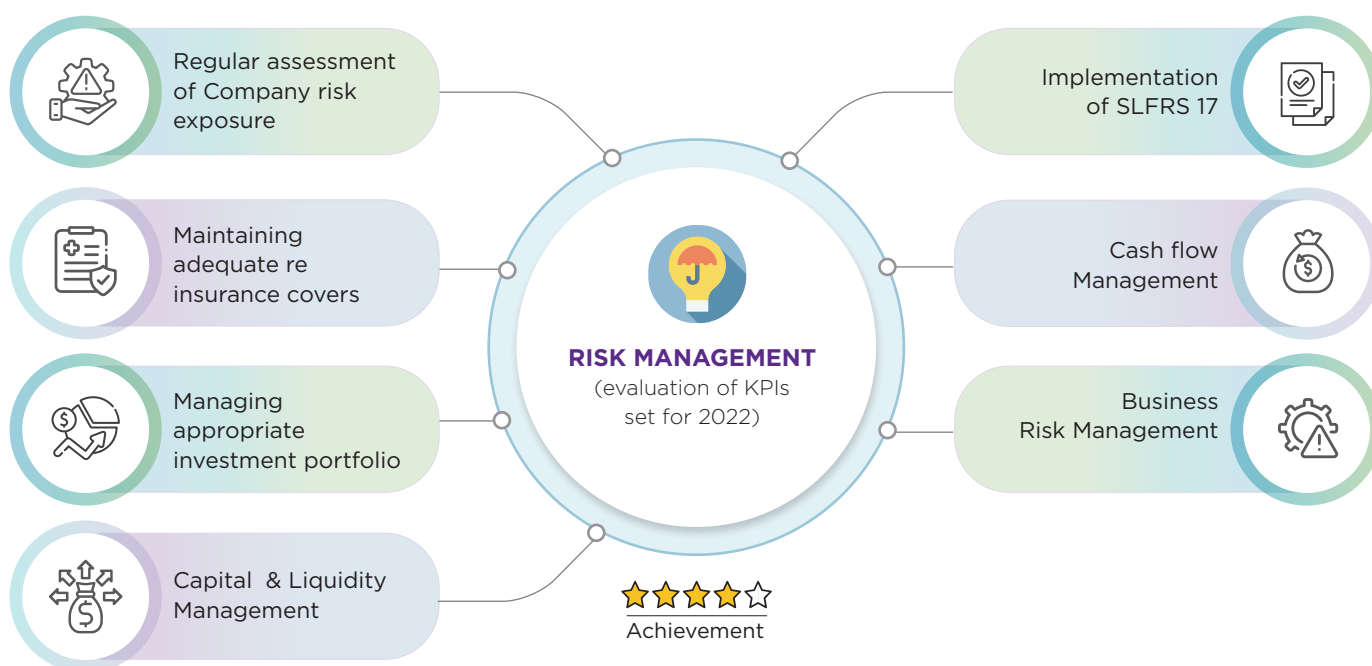 Regular assessment
of Company risk
exposure
Maintaining
adequate re
insurance covers
Managing
appropriate
investment portfolio
Capital & Liquidity
Management
RISK MANAGEMENT
(evaluation of KPIs
set for 2022)
Achievement
Implementation
of SLFRS 17
Cash flow
Management
Business
Risk Management